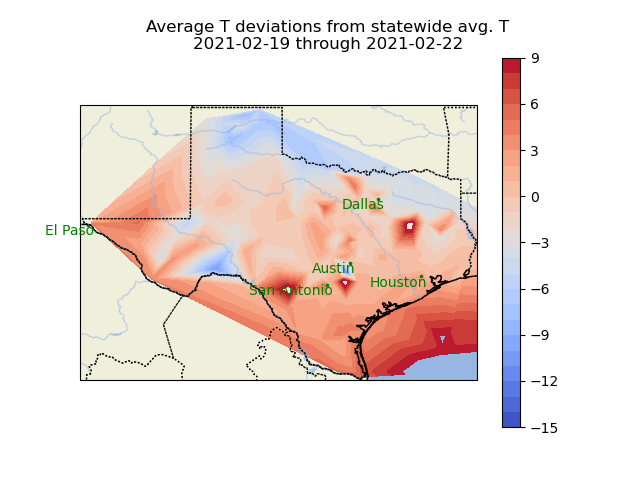 Average T deviations from statewide avg. T
2021-02-19 through 2021-02-22
9
6
3
0
−3
−6
−9
−12
−15
Dallas
El Paso
Austin
Houston
San Antonio